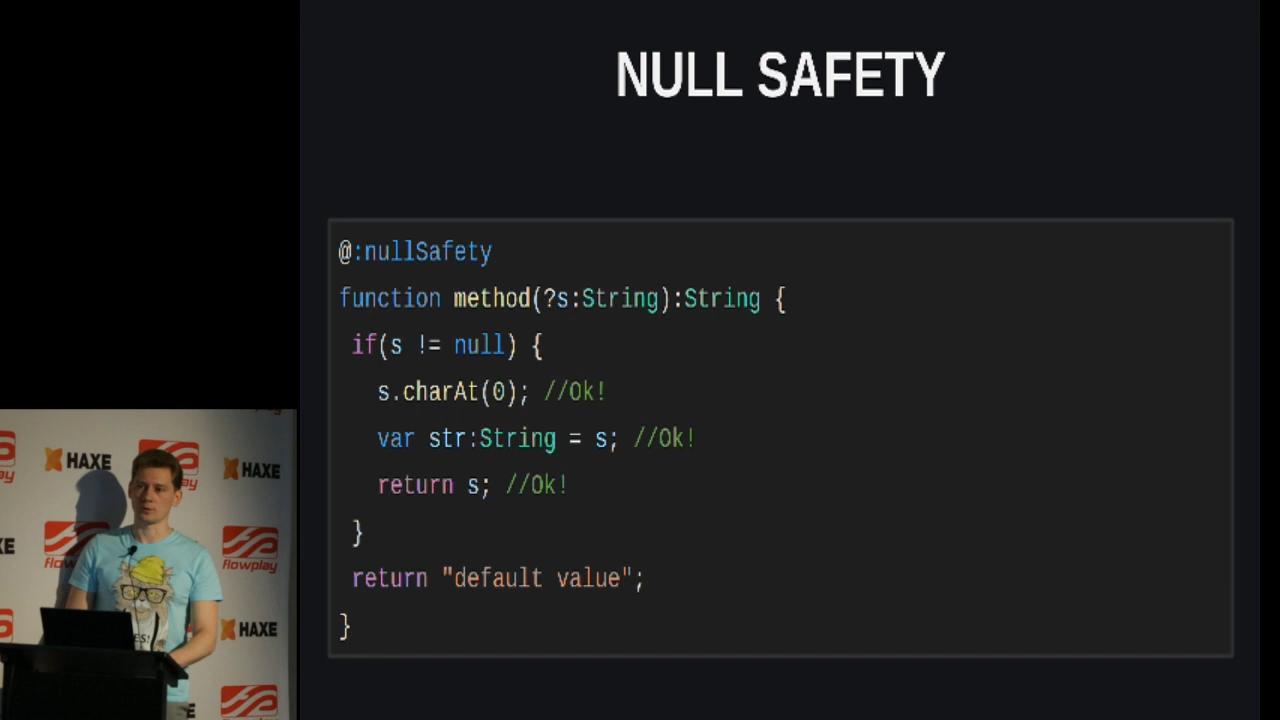 NULL SAFETY
@:nullSafety
function method(?s:String):String {
if(s != null) {
s.charAt(0); //Ok!
var str:String = s; //Ok!
return s; //Ok!
}
return "default value";
}
HAXE
HAXE
flowplay
HAXE